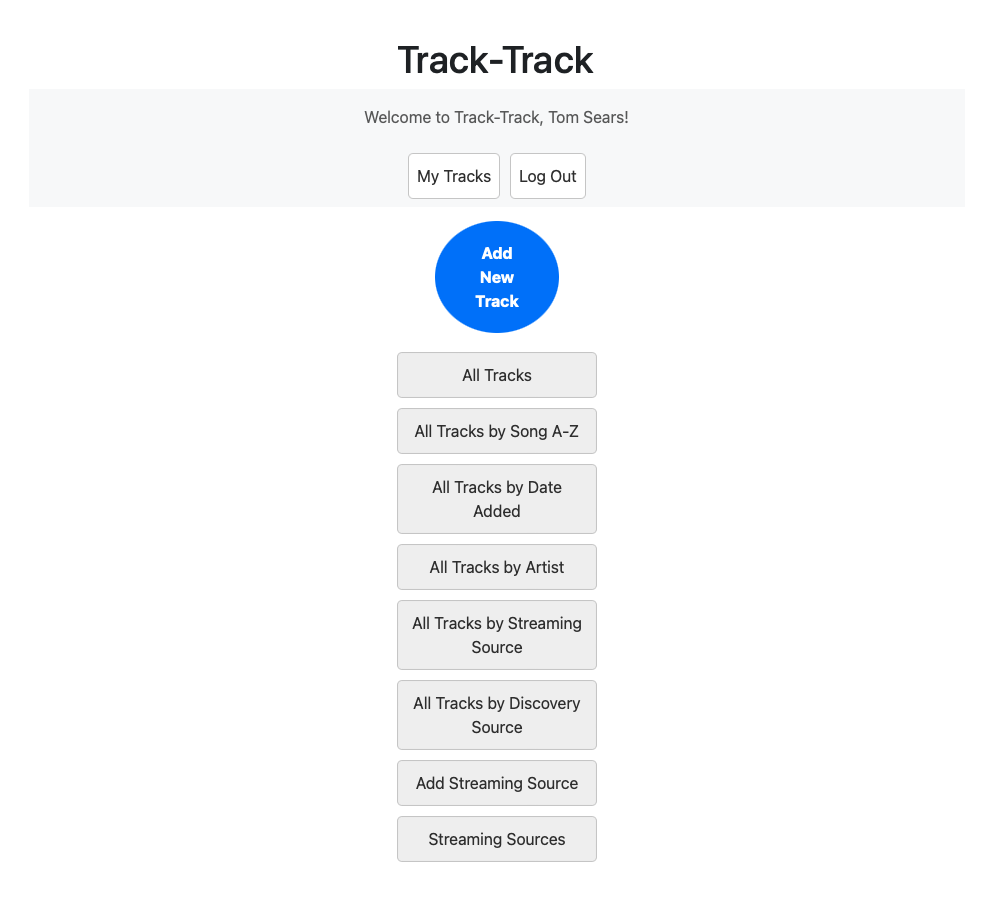 Track-Track
Welcome to Track-Track, Tom Sears!
My Tracks
Log Out
Add
New
Track
All Tracks
All Tracks by Song A-Z
All Tracks by Date
Added
All Tracks by Artist
All Tracks by Streaming
Source
All Tracks by Discovery
Source
Add Streaming Source
Streaming Sources